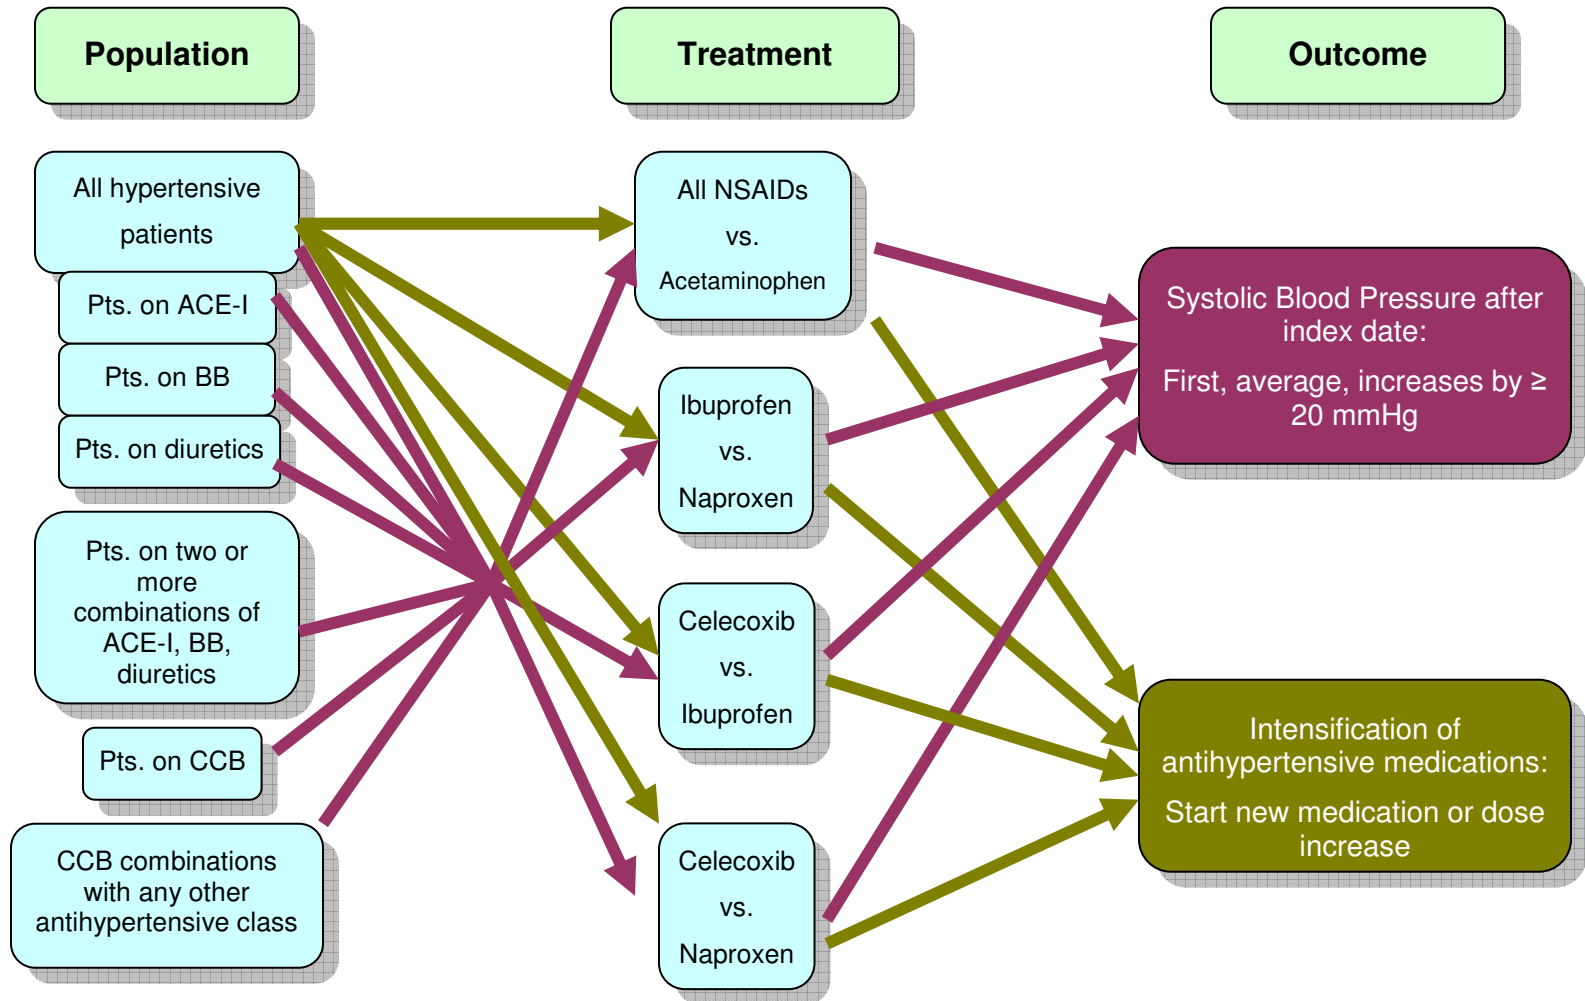 Population
Treatment
Outcome
All hypertensive
patients
Pts. on ACE-I
Pts. on BB
Pts. on diuretics
Pts. on two or
more
combinations of
ACE-I, BB,
diuretics
Pts. on CCB
CCB combinations
with any other
antihypertensive class
All NSAIDs
vs.
Acetaminophen
Ibuprofen
vs.
Naproxen
Celecoxib
vs.
Ibuprofen
Celecoxib
vs.
Naproxen
Systolic Blood Pressure after
index date:
First, average, increases by ≥
20 mmHg
Intensification of
antihypertensive medications:
Start new medication or dose
increase